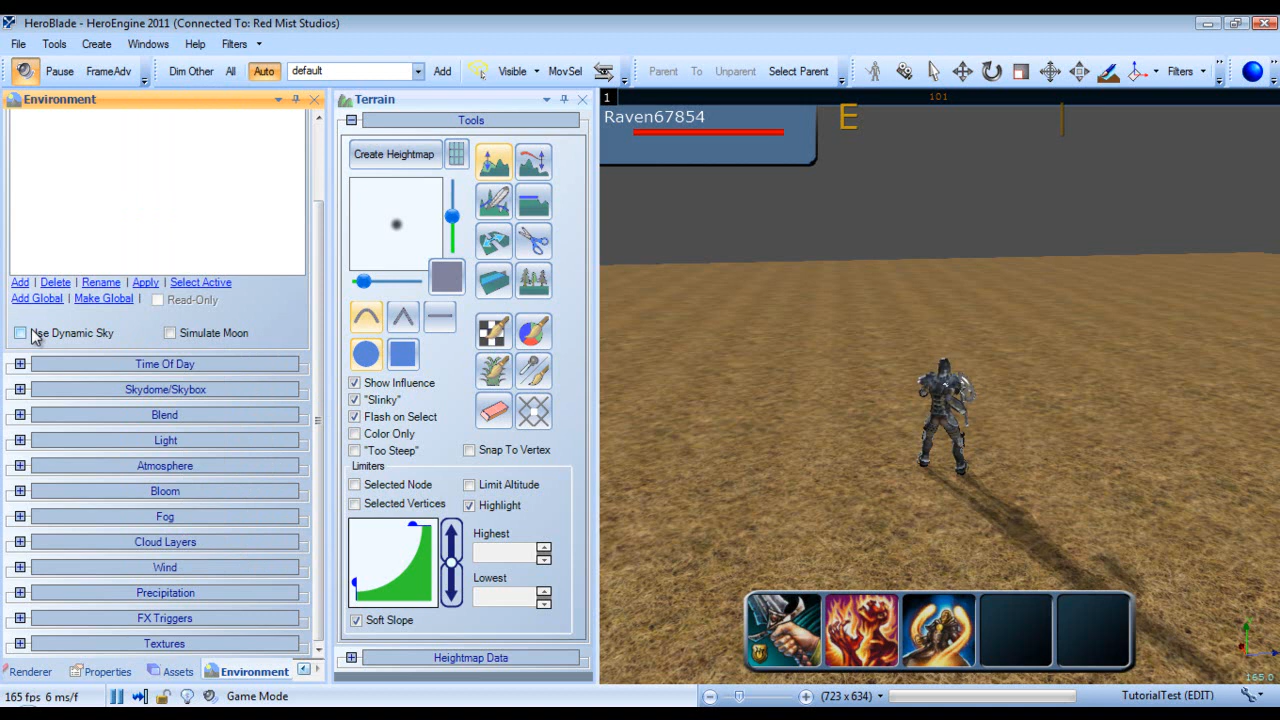 HeroBlade - HeroEngine 2011 (Connected To: Red Mist Studios)
File Tools Create Windows Help Filters
Pause FrameAdv Dim Other All Auto default Add Visible MovSel Parent To Unparent Select Parent Filters
Environment
Add | Delete | Rename | Apply | Select Active
Add Global | Make Global | Read-Only
Use Dynamic Sky Simulate Moon
Time Of Day
Skydome/Skybox
Blend
Light
Atmosphere
Bloom
Fog
Cloud Layers
Wind
Precipitation
FX Triggers
Textures
Renderer Properties Assets Environment
Terrain
Tools
Create Heightmap
Show Influence
"Slinky"
Flash on Select
Color Only
"Too Steep" Snap To Vertex
Limiters
Selected Node Limit Altitude
Selected Vertices Highlight
Highest
Lowest
Soft Slope
Heightmap Data
1 101
Raven67854 E
165.0
165 fps 6 ms/f Game Mode (723 x 634) TutorialTest (EDIT)